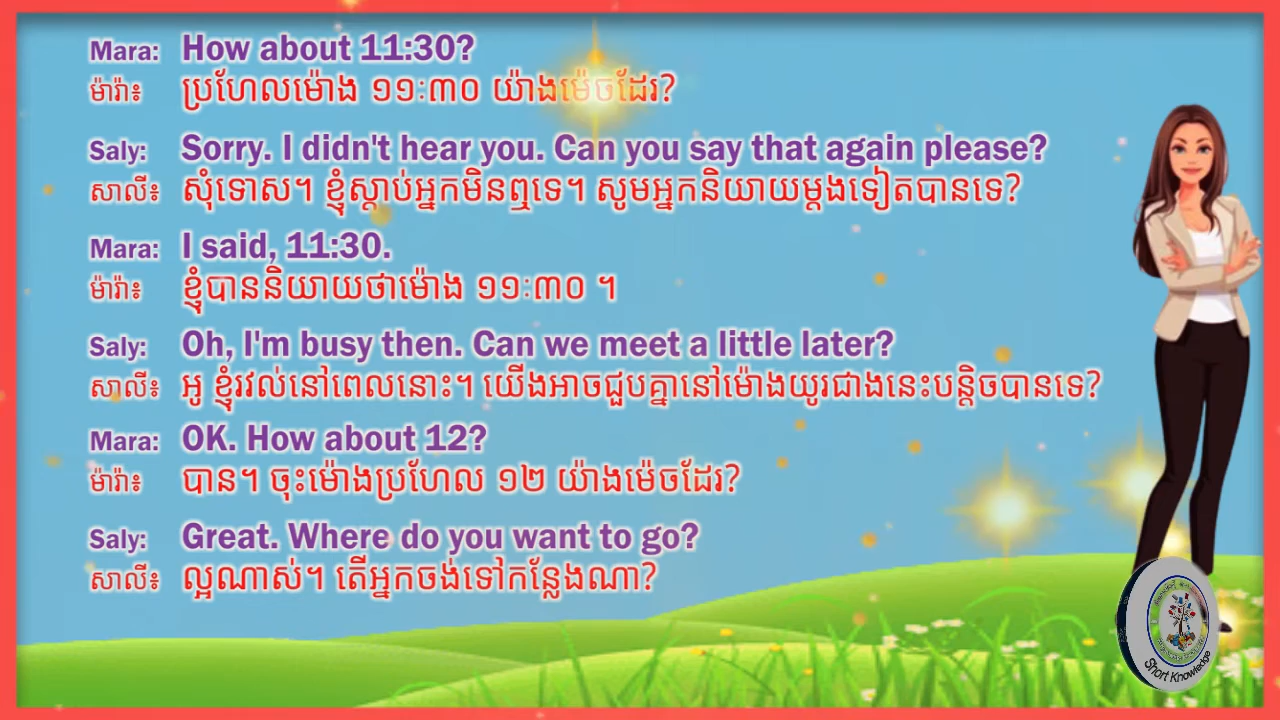 Mara: How about 11:30?
ម៉ារ៉ា៖ ប្រហែលម៉ោង ១១:៣០ យ៉ាងម៉េចដែរ?
Saly: Sorry. I didn't hear you. Can you say that again please?
សាលី៖ សុំទោស។ ខ្ញុំស្តាប់អ្នកមិនឮទេ។ សូមអ្នកនិយាយម្តងទៀតបានទេ?
Mara: I said, 11:30.
ម៉ារ៉ា៖ ខ្ញុំបាននិយាយថាម៉ោង ១១:៣០ ។
Saly: Oh, I'm busy then. Can we meet a little later?
សាលី៖ អូ ខ្ញុំរវល់នៅពេលនោះ។ យើងអាចជួបគ្នានៅម៉ោងយូរជាងនេះបន្តិចបានទេ?
Mara: OK. How about 12?
ម៉ារ៉ា៖ បាន។ ចុះម៉ោងប្រហែល ១២ យ៉ាងម៉េចដែរ?
Saly: Great. Where do you want to go?
សាលី៖ ល្អណាស់។ តើអ្នកចង់ទៅកន្លែងណា?
Short Knowledge